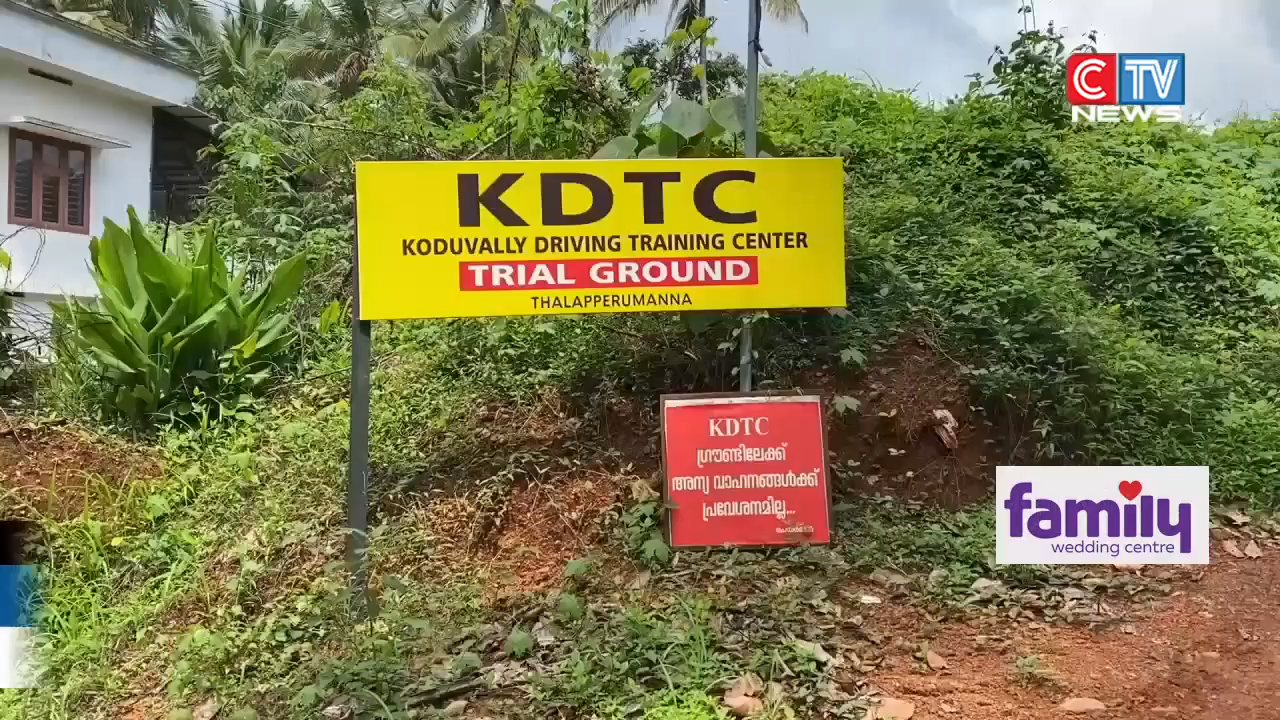 CTV
NEWS
KDTC
KODUVALLY DRIVING TRAINING CENTER
TRIAL GROUND
THALAPPERUMANNA
KDTC
ഗ്രൗണ്ടിലേക്ക്
അന്യ വാഹനങ്ങൾക്ക്
പ്രവേശനമില്ല...
family
wedding centre